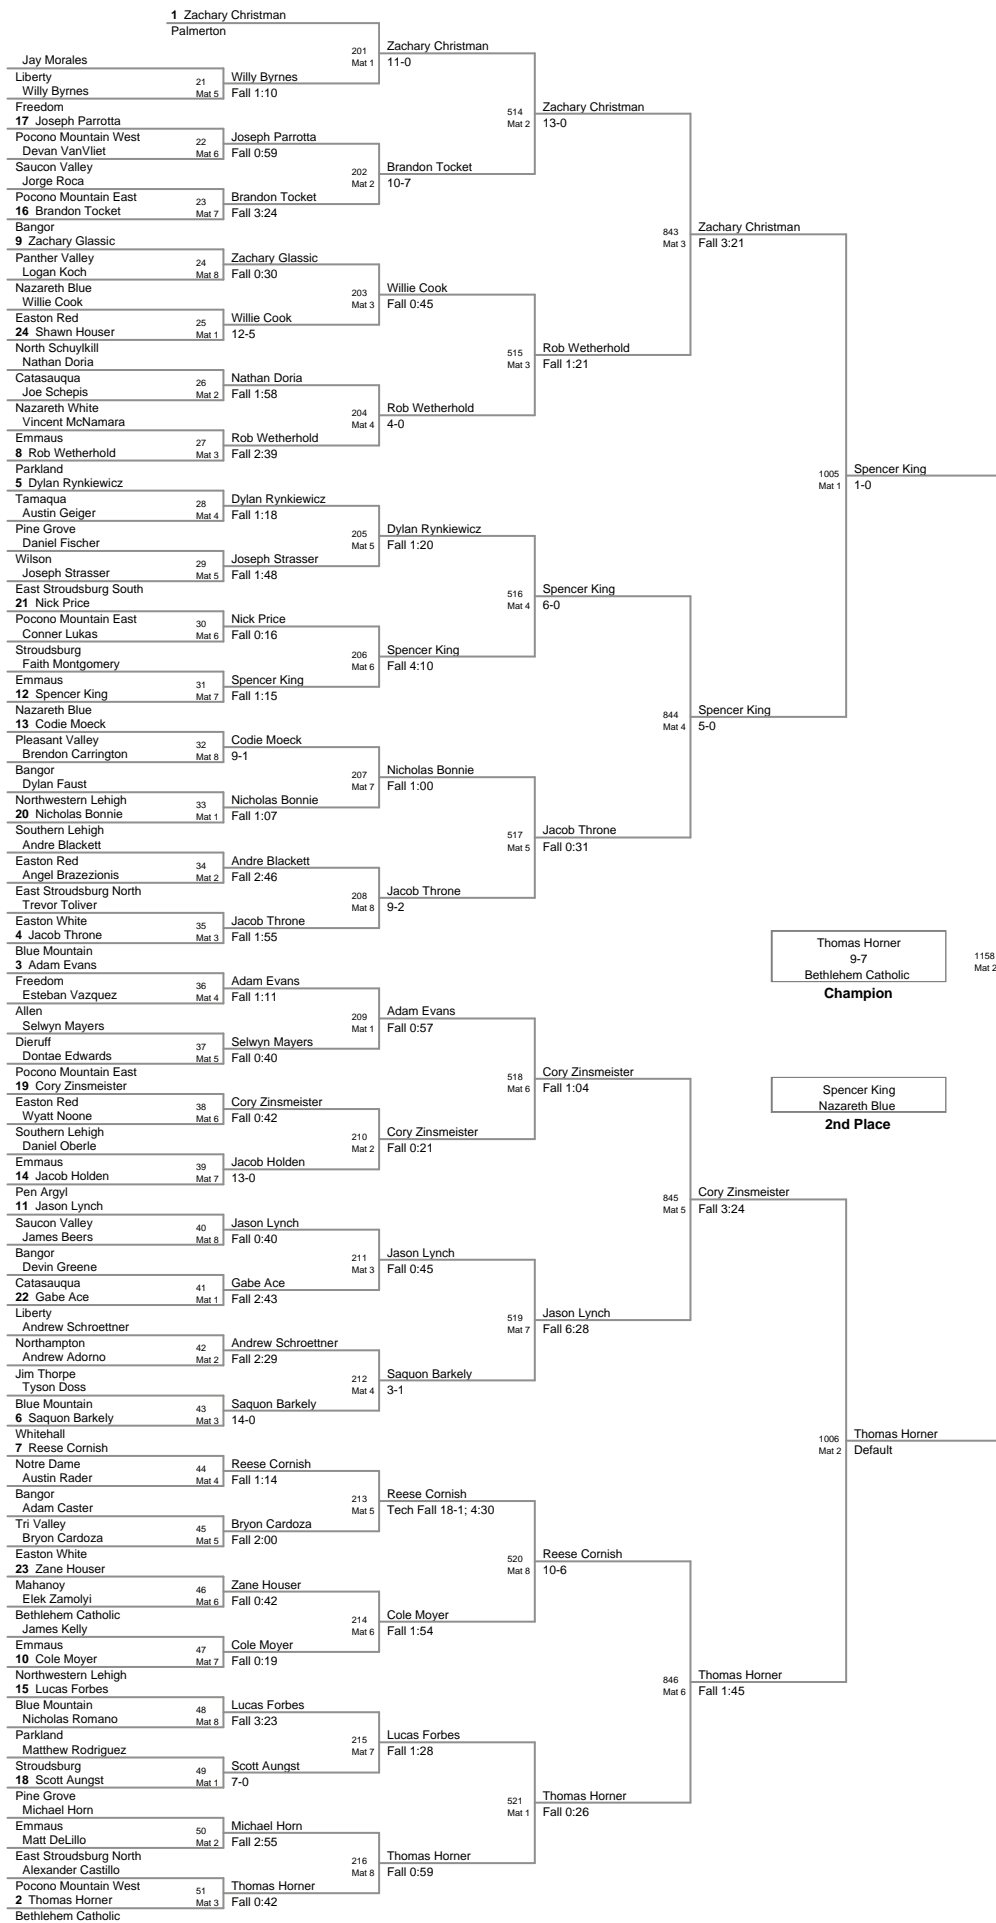 1 Zachary Christman
Palmerton
Jay Morales
Liberty
Willy Byrnes
Freedom
17 Joseph Parrotta
Pocono Mountain West
Devan VanVliet
Saucon Valley
Jorge Roca
Pocono Mountain East
16 Brandon Tocket
Bangor
9 Zachary Glassic
Panther Valley
Logan Koch
Nazareth Blue
Willie Cook
Easton Red
24 Shawn Houser
North Schuylkill
Nathan Doria
Catasauqua
Joe Schepis
Nazareth White
Vincent McNamara
Emmaus
8 Rob Wetherhold
Parkland
5 Dylan Rynkiewicz
Tamaqua
Austin Geiger
Pine Grove
Daniel Fischer
Wilson
Joseph Strasser
East Stroudsburg South
21 Nick Price
Pocono Mountain East
Conner Lukas
Stroudsburg
Faith Montgomery
Emmaus
12 Spencer King
Nazareth Blue
13 Codie Moeck
Pleasant Valley
Brendon Carrington
Bangor
Dylan Faust
Northwestern Lehigh
20 Nicholas Bonnie
Southern Lehigh
Andre Blackett
Easton Red
Angel Brazezionis
East Stroudsburg North
Trevor Toliver
Easton White
4 Jacob Throne
Blue Mountain
3 Adam Evans
Freedom
Esteban Vazquez
Allen
Selwyn Mayers
Dieruff
Dontae Edwards
Pocono Mountain East
19 Cory Zinsmeister
Easton Red
Wyatt Noone
Southern Lehigh
Daniel Oberle
Emmaus
14 Jacob Holden
Pen Argyl
11 Jason Lynch
Saucon Valley
James Beers
Bangor
Devin Greene
Catasauqua
22 Gabe Ace
Liberty
Andrew Schroettner
Northampton
Andrew Adorno
Jim Thorpe
Tyson Doss
Blue Mountain
6 Saquon Barkely
Whitehall
7 Reese Cornish
Notre Dame
Austin Rader
Bangor
Adam Caster
Tri Valley
Bryon Cardoza
Easton White
23 Zane Houser
Mahanoy
Elek Zamolyi
Bethlehem Catholic
James Kelly
Emmaus
10 Cole Moyer
Northwestern Lehigh
15 Lucas Forbes
Blue Mountain
Nicholas Romano
Parkland
Matthew Rodriguez
Stroudsburg
18 Scott Aungst
Pine Grove
Michael Horn
Emmaus
Matt DeLillo
East Stroudsburg North
Alexander Castillo
Pocono Mountain West
2 Thomas Horner
Bethlehem Catholic
21
Mat 5
Willy Byrnes
Fall 1:10
22
Mat 6
Joseph Parrotta
Fall 0:59
23
Mat 7
Brandon Tocket
Fall 3:24
24
Mat 8
Zachary Glassic
Fall 0:30
25
Mat 1
Willie Cook
12-5
26
Mat 2
Nathan Doria
Fall 1:58
27
Mat 3
Rob Wetherhold
Fall 2:39
28
Mat 4
Dylan Rynkiewicz
Fall 1:18
29
Mat 5
Joseph Strasser
Fall 1:48
30
Mat 6
Nick Price
Fall 0:16
31
Mat 7
Spencer King
Fall 1:15
32
Mat 8
Codie Moeck
9-1
33
Mat 1
Nicholas Bonnie
Fall 1:07
34
Mat 2
Andre Blackett
Fall 2:46
35
Mat 3
Jacob Throne
Fall 1:55
36
Mat 4
Adam Evans
Fall 1:11
37
Mat 5
Selwyn Mayers
Fall 0:40
38
Mat 6
Cory Zinsmeister
Fall 0:42
39
Mat 7
Jacob Holden
13-0
40
Mat 8
Jason Lynch
Fall 0:40
41
Mat 1
Gabe Ace
Fall 2:43
42
Mat 2
Andrew Schroettner
Fall 2:29
43
Mat 3
Saquon Barkely
14-0
44
Mat 4
Reese Cornish
Fall 1:14
45
Mat 5
Bryon Cardoza
Fall 2:00
46
Mat 6
Zane Houser
Fall 0:42
47
Mat 7
Cole Moyer
Fall 0:19
48
Mat 8
Lucas Forbes
Fall 3:23
49
Mat 1
Scott Aungst
7-0
50
Mat 2
Michael Horn
Fall 2:55
51
Mat 3
Thomas Horner
Fall 0:42
201
Mat 1
Zachary Christman
11-0
202
Mat 2
Brandon Tocket
10-7
203
Mat 3
Willie Cook
Fall 0:45
204
Mat 4
Rob Wetherhold
4-0
205
Mat 5
Dylan Rynkiewicz
Fall 1:20
206
Mat 6
Spencer King
Fall 4:10
207
Mat 7
Nicholas Bonnie
Fall 1:00
208
Mat 8
Jacob Throne
9-2
209
Mat 1
Adam Evans
Fall 0:57
210
Mat 2
Cory Zinsmeister
Fall 0:21
211
Mat 3
Jason Lynch
Fall 0:45
212
Mat 4
Saquon Barkely
3-1
213
Mat 5
Reese Cornish
Tech Fall 18-1; 4:30
214
Mat 6
Cole Moyer
Fall 1:54
215
Mat 7
Lucas Forbes
Fall 1:28
216
Mat 8
Thomas Horner
Fall 0:59
514
Mat 2
Zachary Christman
13-0
515
Mat 3
Rob Wetherhold
Fall 1:21
516
Mat 4
Spencer King
6-0
517
Mat 5
Jacob Throne
Fall 0:31
518
Mat 6
Cory Zinsmeister
Fall 1:04
519
Mat 7
Jason Lynch
Fall 6:28
520
Mat 8
Reese Cornish
10-6
521
Mat 1
Thomas Horner
Fall 0:26
843
Mat 3
Zachary Christman
Fall 3:21
844
Mat 4
Spencer King
5-0
845
Mat 5
Cory Zinsmeister
Fall 3:24
846
Mat 6
Thomas Horner
Fall 1:45
1005
Mat 1
Spencer King
1-0
1006
Mat 2
Thomas Horner
Default
Thomas Horner
9-7
Bethlehem Catholic
Champion
1158
Mat 2
Spencer King
Nazareth Blue
2nd Place